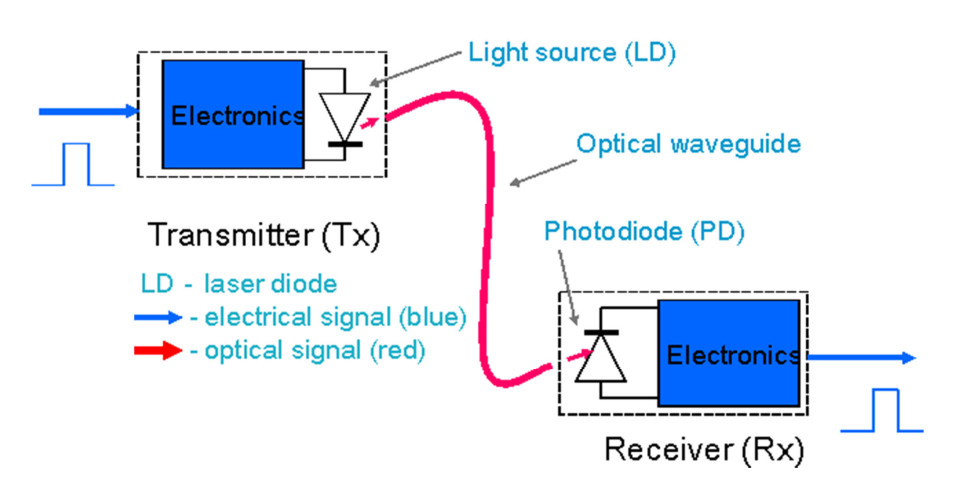 Light source (LD)
Electronics
Optical waveguide
Transmitter (Tx)
Photodiode (PD)
LD - laser diode
- electrical signal (blue)
- optical signal (red)
Electronics
Receiver (Rx)